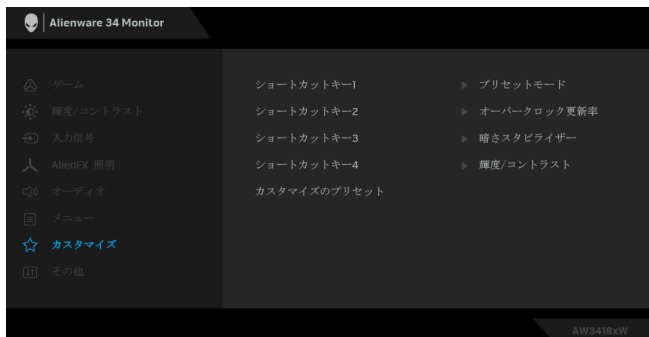 Alienware 34 Monitor
ゲーム
輝度/コントラスト
入力信号
AlienFX 照明
オーディオ
メニュー
カスタマイズ
その他
ショートカットキー1 プリセットモード
ショートカットキー2 オーバークロック更新率
ショートカットキー3 暗さスタビライザー
ショートカットキー4 輝度/コントラスト
カスタマイズのプリセット
AW3418xW